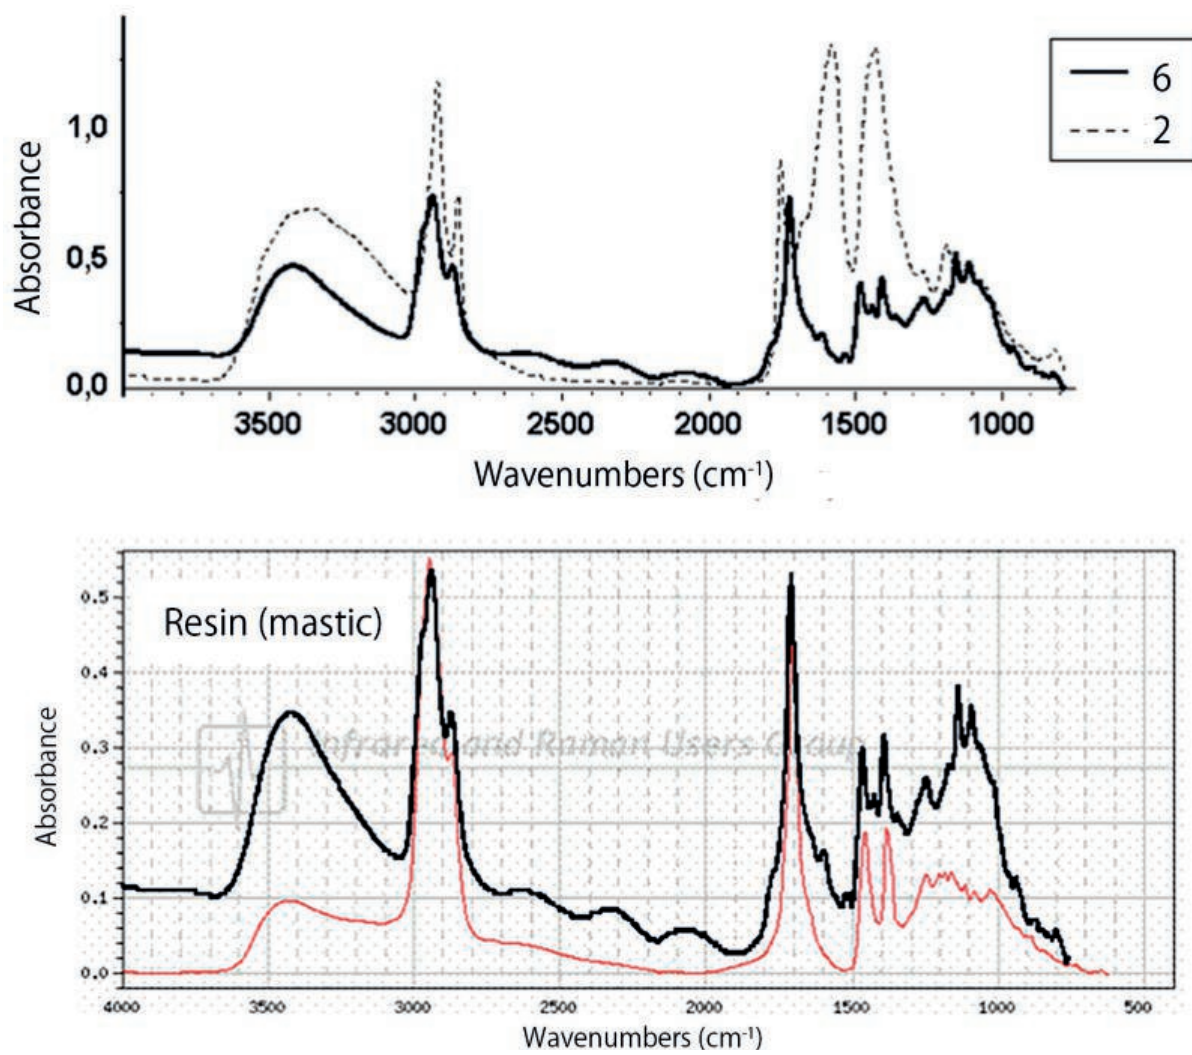 Absorbance
1,0
0,5
0,0
3500 3000 2500 2000 1500 1000
Wavenumbers (cm-1)
6
2
Resin (mastic)
Infrared and Raman Users Group
Absorbance
0.5
0.4
0.3
0.2
0.1
0.0
4000 3500 3000 2500 2000 1500 1000 500
Wavenumbers (cm-1)